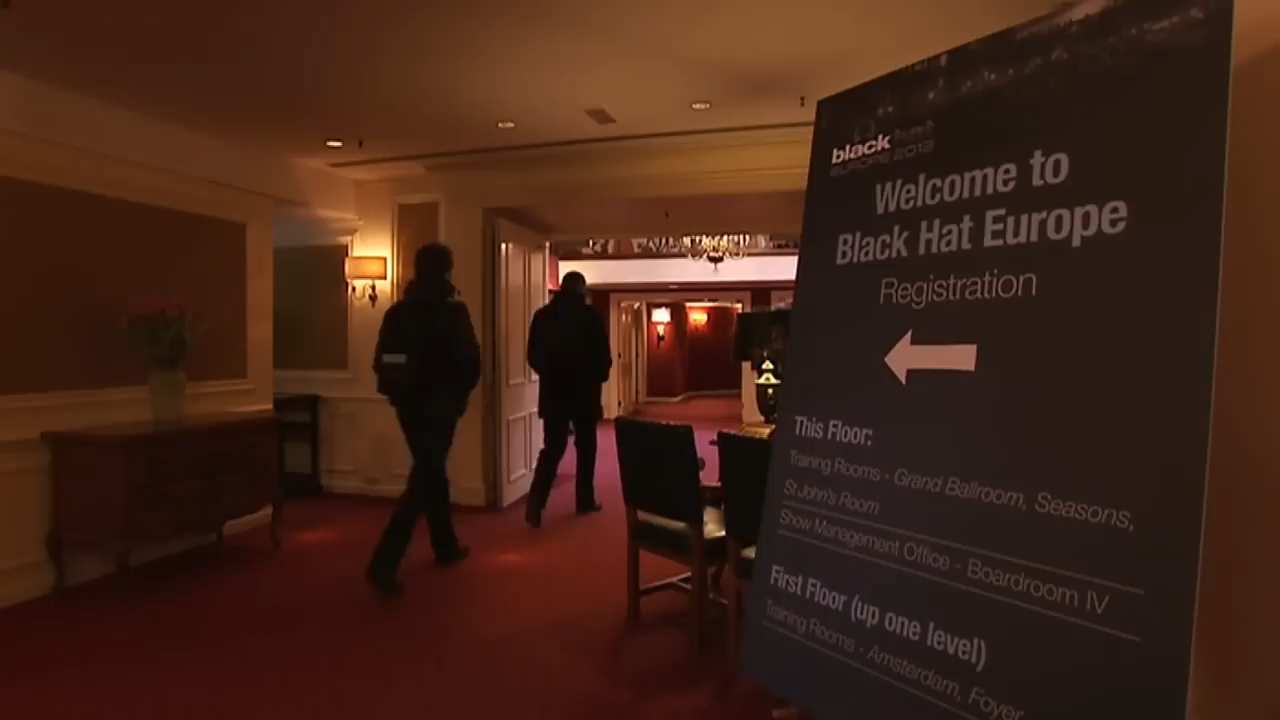 black hat
EUROPE 2013
Welcome to
Black Hat Europe
Registration
This Floor:
Training Rooms - Grand Ballroom, Seasons,
St John's Room
Show Management Office - Boardroom IV
First Floor (up one level)
Training Rooms - Amsterdam, Foyer